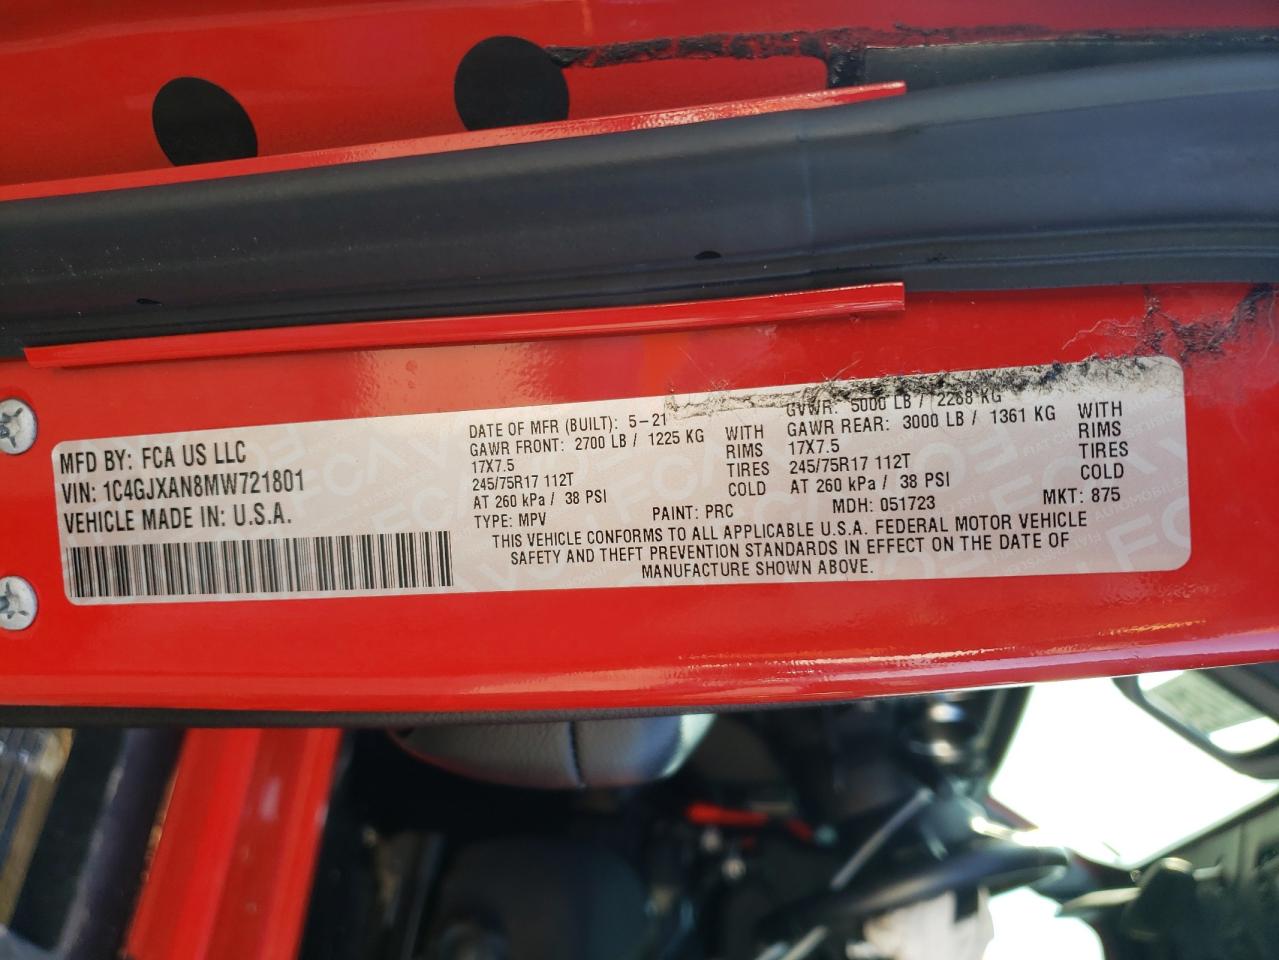 MFD BY: FCA US LLC
VIN: 1C4GJXAN8MW721801
VEHICLE MADE IN: U.S.A.
DATE OF MFR (BUILT): 5-21
GVWR: 5000 LB / 2268 KG
GAWR FRONT: 2700 LB / 1225 KG WITH
17X7.5 RIMS
245/75R17 112T TIRES
AT 260 kPa / 38 PSI COLD
GAWR REAR: 3000 LB / 1361 KG WITH
17X7.5 RIMS
245/75R17 112T TIRES
AT 260 kPa / 38 PSI COLD
TYPE: MPV PAINT: PRC MDH: 051723 MKT: 875
THIS VEHICLE CONFORMS TO ALL APPLICABLE U.S.A. FEDERAL MOTOR VEHICLE
SAFETY AND THEFT PREVENTION STANDARDS IN EFFECT ON THE DATE OF
MANUFACTURE SHOWN ABOVE.